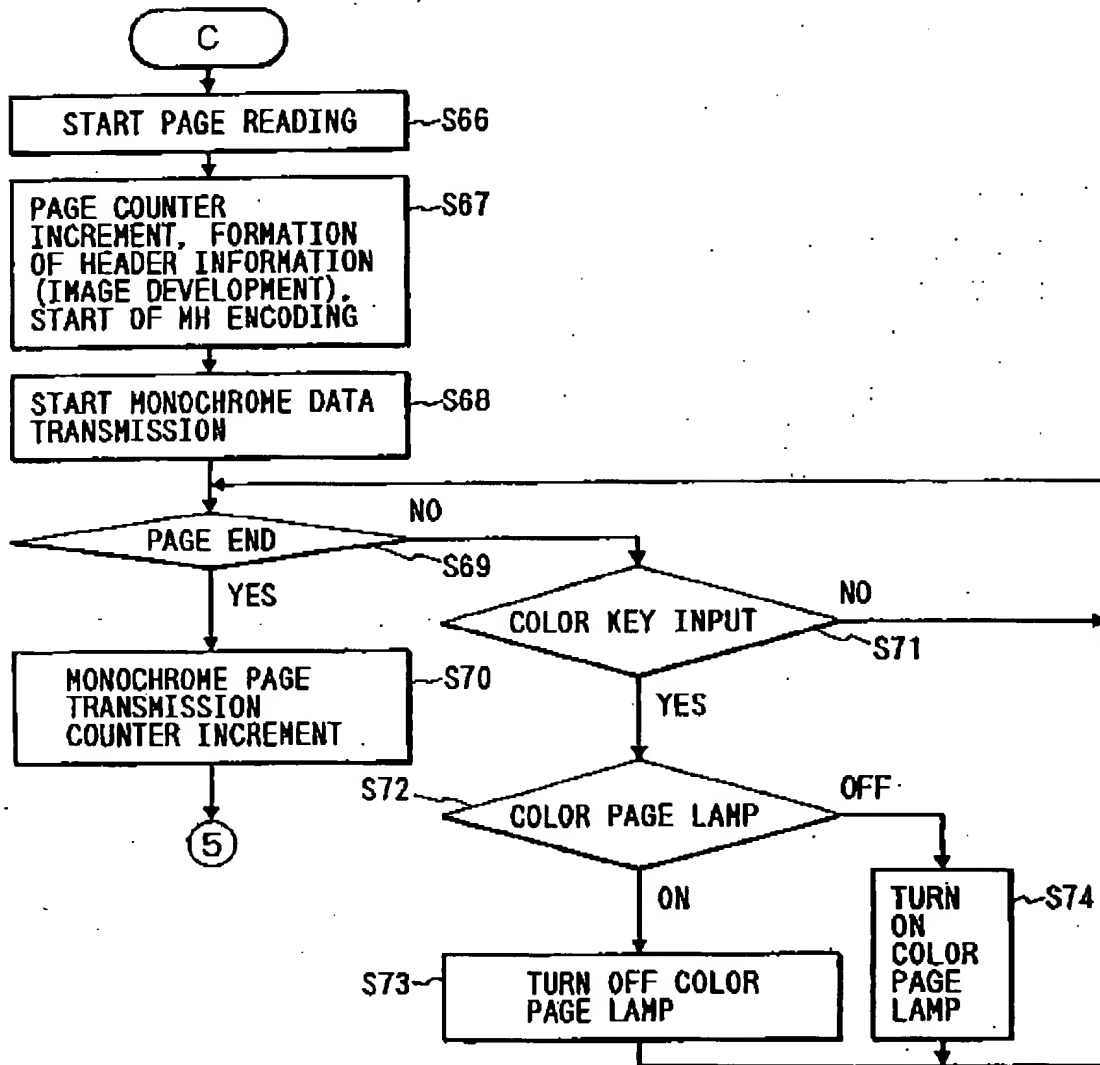 C
START PAGE READING
S66
PAGE COUNTER
INCREMENT, FORMATION
OF HEADER INFORMATION
(IMAGE DEVELOPMENT),
START OF MH ENCODING
S67
START MONOCHROME DATA
TRANSMISSION
S68
PAGE END
NO
S69
YES
COLOR KEY INPUT
NO
S71
MONOCHROME PAGE
TRANSMISSION
COUNTER INCREMENT
S70
YES
5
S72
COLOR PAGE LAMP
OFF
ON
S73
TURN OFF COLOR
PAGE LAMP
TURN
ON
COLOR
PAGE
LAMP
S74